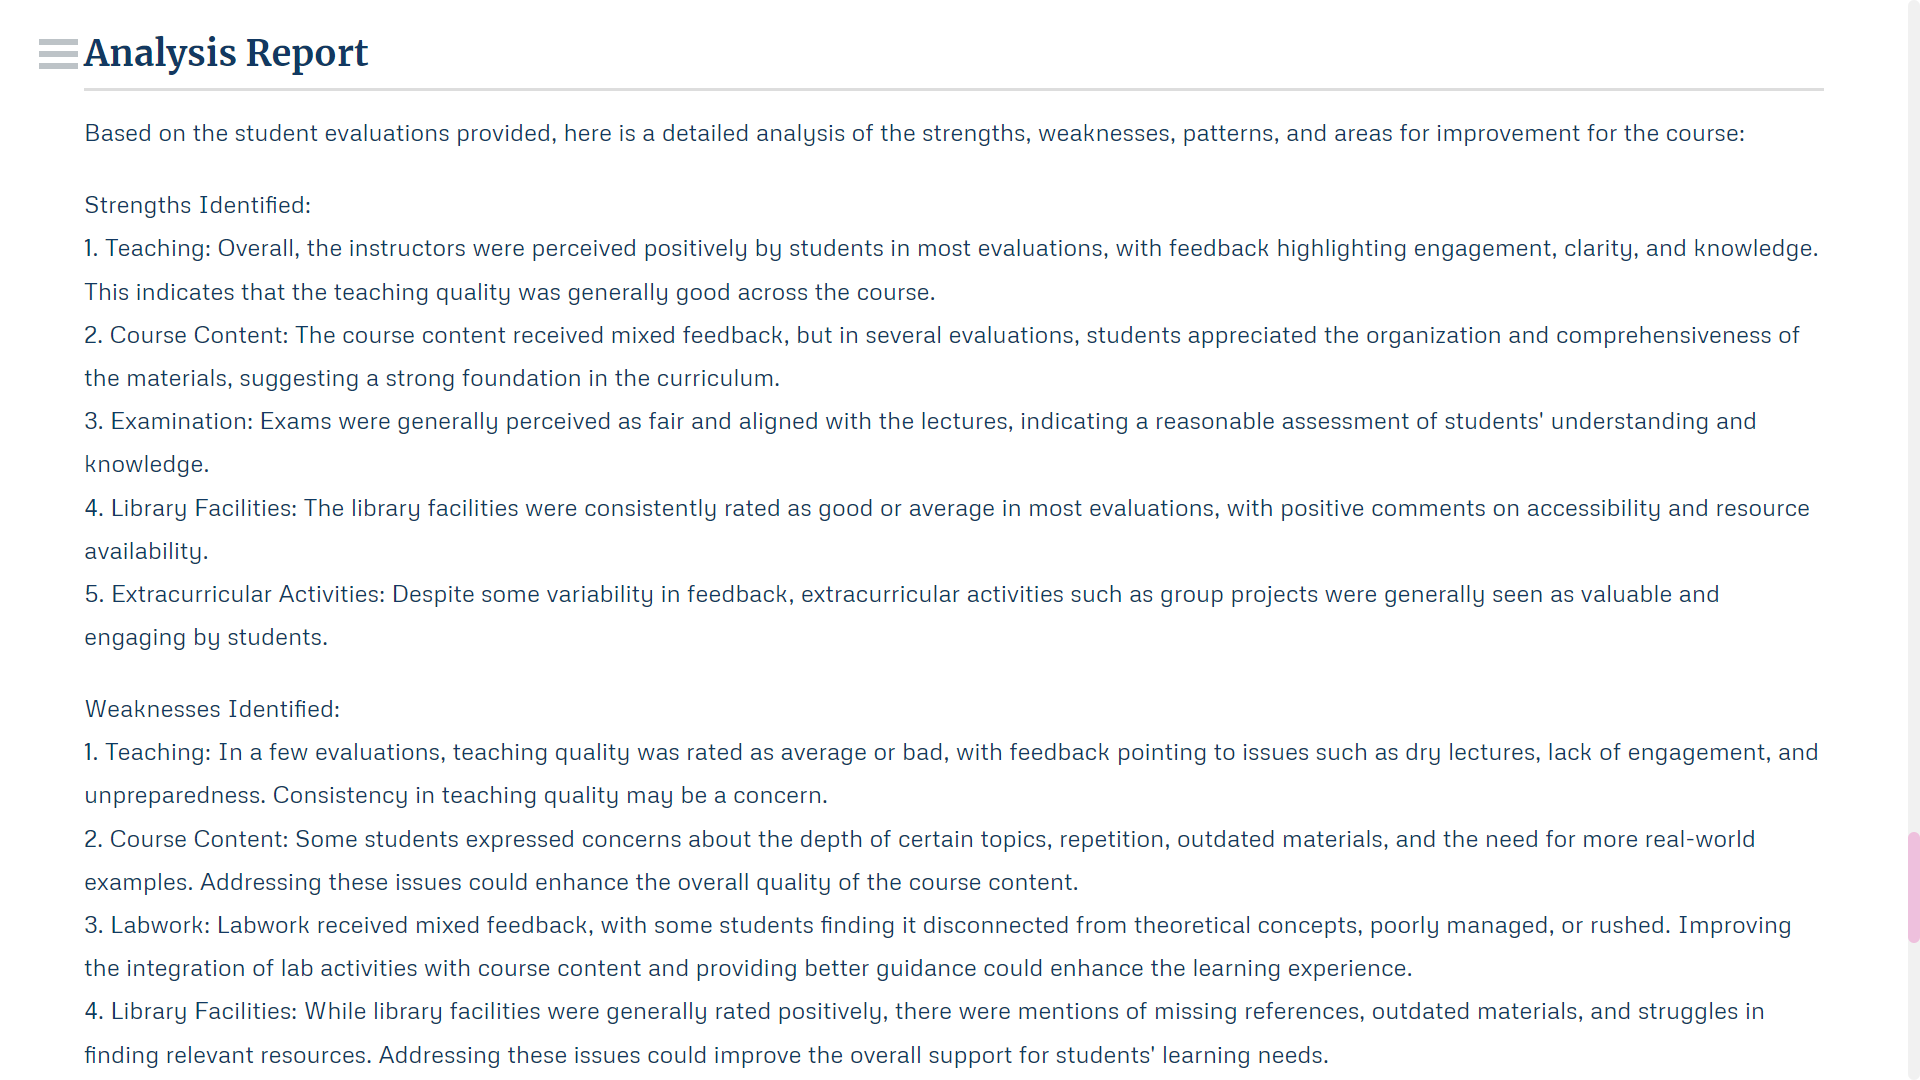 Analysis Report
Based on the student evaluations provided, here is a detailed analysis of the strengths, weaknesses, patterns, and areas for improvement for the course:
Strengths Identified:
1. Teaching: Overall, the instructors were perceived positively by students in most evaluations, with feedback highlighting engagement, clarity, and knowledge.
This indicates that the teaching quality was generally good across the course.
2. Course Content: The course content received mixed feedback, but in several evaluations, students appreciated the organization and comprehensiveness of
the materials, suggesting a strong foundation in the curriculum.
3. Examination: Exams were generally perceived as fair and aligned with the lectures, indicating a reasonable assessment of students' understanding and
knowledge.
4. Library Facilities: The library facilities were consistently rated as good or average in most evaluations, with positive comments on accessibility and resource
availability.
5. Extracurricular Activities: Despite some variability in feedback, extracurricular activities such as group projects were generally seen as valuable and
engaging by students.
Weaknesses Identified:
1. Teaching: In a few evaluations, teaching quality was rated as average or bad, with feedback pointing to issues such as dry lectures, lack of engagement, and
unpreparedness. Consistency in teaching quality may be a concern.
2. Course Content: Some students expressed concerns about the depth of certain topics, repetition, outdated materials, and the need for more real-world
examples. Addressing these issues could enhance the overall quality of the course content.
3. Labwork: Labwork received mixed feedback, with some students finding it disconnected from theoretical concepts, poorly managed, or rushed. Improving
the integration of lab activities with course content and providing better guidance could enhance the learning experience.
4. Library Facilities: While library facilities were generally rated positively, there were mentions of missing references, outdated materials, and struggles in
finding relevant resources. Addressing these issues could improve the overall support for students' learning needs.